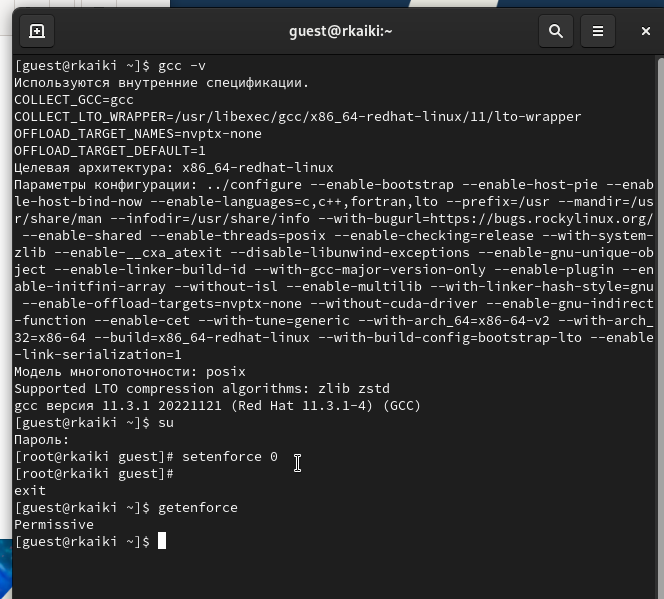 guest@rkaiki:~
[guest@rkaiki ~]$ gcc -v
Используются внутренние спецификации.
COLLECT_GCC=gcc
COLLECT_LTO_WRAPPER=/usr/libexec/gcc/x86_64-redhat-linux/11/lto-wrapper
OFFLOAD_TARGET_NAMES=nvptx-none
OFFLOAD_TARGET_DEFAULT=1
Целевая архитектура: x86_64-redhat-linux
Параметры конфигурации: ../configure --enable-bootstrap --enable-host-pie --enab
le-host-bind-now --enable-languages=c,c++,fortran,lto --prefix=/usr --mandir=/us
r/share/man --infodir=/usr/share/info --with-bugurl=https://bugs.rockylinux.org/
 --enable-shared --enable-threads=posix --enable-checking=release --with-system-
zlib --enable-__cxa_atexit --disable-libunwind-exceptions --enable-gnu-unique-ob
ject --enable-linker-build-id --with-gcc-major-version-only --enable-plugin --en
able-initfini-array --without-isl --enable-multilib --with-linker-hash-style=gnu
 --enable-offload-targets=nvptx-none --without-cuda-driver --enable-gnu-indirect
-function --enable-cet --with-tune=generic --with-arch_64=x86-64-v2 --with-arch_
32=x86-64 --build=x86_64-redhat-linux --with-build-config=bootstrap-lto --enable
-link-serialization=1
Модель многопоточности: posix
Supported LTO compression algorithms: zlib zstd
gcc версия 11.3.1 20221121 (Red Hat 11.3.1-4) (GCC)
[guest@rkaiki ~]$ su
Пароль:
[root@rkaiki guest]# setenforce 0
[root@rkaiki guest]#
exit
[guest@rkaiki ~]$ getenforce
Permissive
[guest@rkaiki ~]$